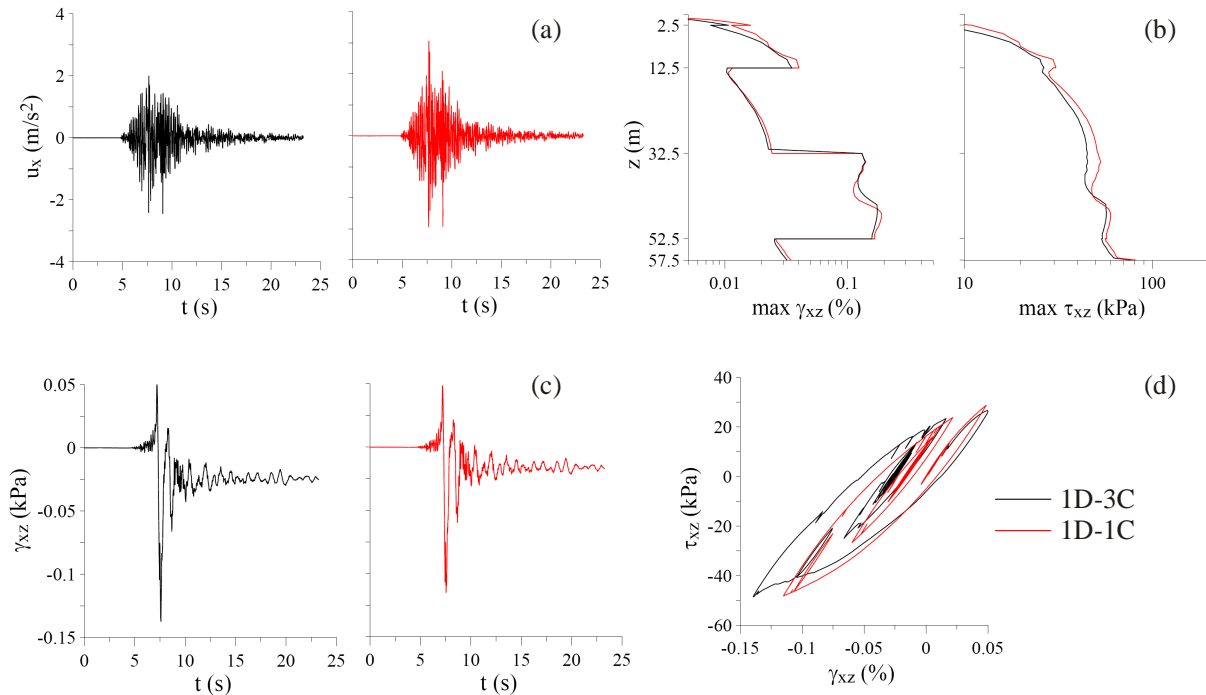 (a)
4
2
0
-2
-4
u_x (m/s²)
0 5 10 15 20 25
t (s)
0 5 10 15 20 25
t (s)
(b)
2.5
12.5
32.5
52.5
57.5
z (m)
0.01 0.1
max γ_xz (%)
10 100
max τ_xz (kPa)
(c)
0.05
0
-0.05
-0.1
-0.15
γ_xz (kPa)
0 5 10 15 20 25
t (s)
0 5 10 15 20 25
t (s)
(d)
40
20
0
-20
-40
-60
τ_xz (kPa)
-0.15 -0.1 -0.05 0 0.05
γ_xz (%)
1D-3C
1D-1C